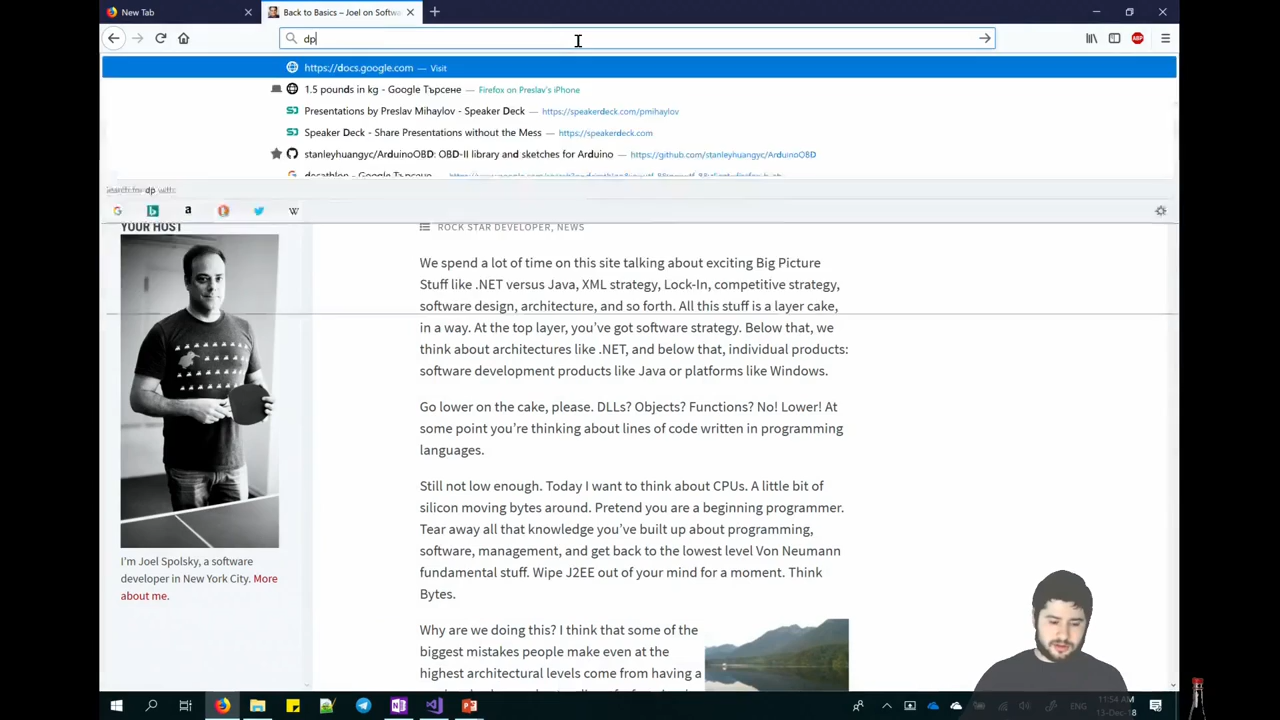 New Tab
Back to Basics – Joel on Softwa
dp
https://docs.google.com — Visit
1.5 pounds in kg - Google Търсене — Firefox on Preslav's iPhone
Presentations by Preslav Mihaylov - Speaker Deck — https://speakerdeck.com/pmihaylov
Speaker Deck - Share Presentations without the Mess — https://speakerdeck.com
stanleyhuangyc/ArduinoOBD: OBD-II library and sketches for Arduino — https://github.com/stanleyhuangyc/ArduinoOBD
decathlon - Google Търсене
Search for dp with:
YOUR HOST
ROCK STAR DEVELOPER, NEWS
We spend a lot of time on this site talking about exciting Big Picture
Stuff like .NET versus Java, XML strategy, Lock-In, competitive strategy,
software design, architecture, and so forth. All this stuff is a layer cake,
in a way. At the top layer, you've got software strategy. Below that, we
think about architectures like .NET, and below that, individual products:
software development products like Java or platforms like Windows.
Go lower on the cake, please. DLLs? Objects? Functions? No! Lower! At
some point you're thinking about lines of code written in programming
languages.
Still not low enough. Today I want to think about CPUs. A little bit of
silicon moving bytes around. Pretend you are a beginning programmer.
Tear away all that knowledge you've built up about programming,
software, management, and get back to the lowest level Von Neumann
fundamental stuff. Wipe J2EE out of your mind for a moment. Think
Bytes.
Why are we doing this? I think that some of the
biggest mistakes people make even at the
highest architectural levels come from having a
I'm Joel Spolsky, a software
developer in New York City. More
about me.
ENG
11:54 AM
13-Dec-18